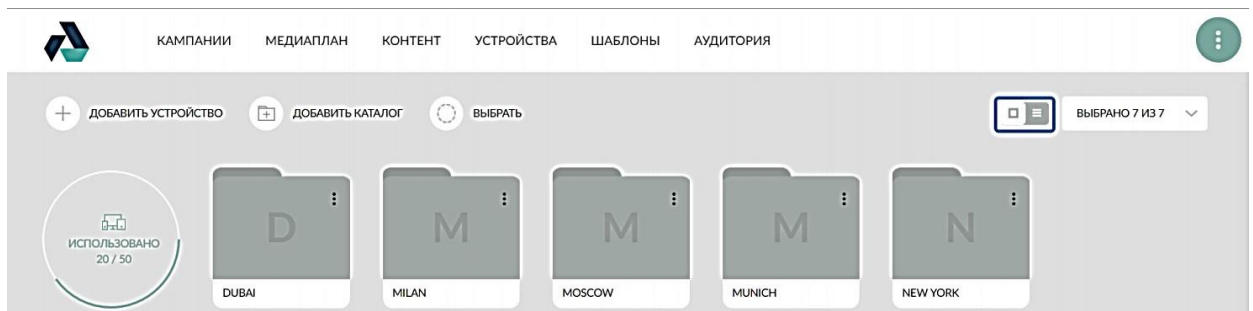 КАМПАНИИ МЕДИАПЛАН КОНТЕНТ УСТРОЙСТВА ШАБЛОНЫ АУДИТОРИЯ
ДОБАВИТЬ УСТРОЙСТВО ДОБАВИТЬ КАТАЛОГ ВЫБРАТЬ ВЫБРАНО 7 ИЗ 7
ИСПОЛЬЗОВАНО
20 / 50
D M M M N
DUBAI MILAN MOSCOW MUNICH NEW YORK